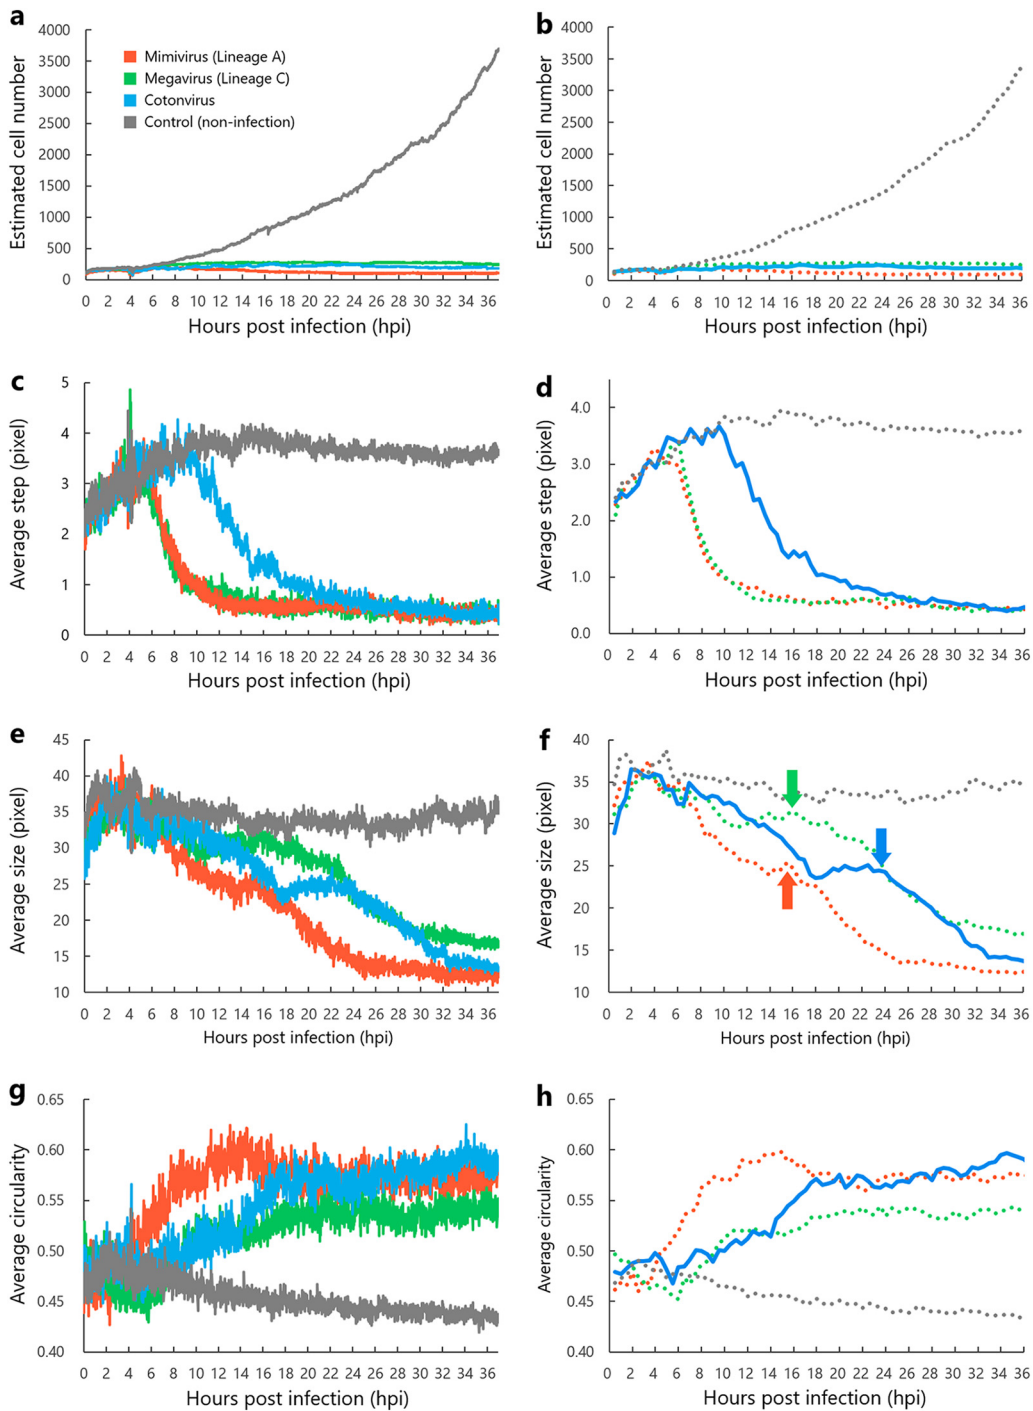 a
Estimated cell number
4000
3500
3000
2500
2000
1500
1000
500
0
Mimivirus (Lineage A)
Megavirus (Lineage C)
Cotonvirus
Control (non-infection)
0 2 4 6 8 10 12 14 16 18 20 22 24 26 28 30 32 34 36
Hours post infection (hpi)
b
Estimated cell number
4000
3500
3000
2500
2000
1500
1000
500
0
0 2 4 6 8 10 12 14 16 18 20 22 24 26 28 30 32 34 36
Hours post infection (hpi)
c
Average step (pixel)
5
4
3
2
1
0
0 2 4 6 8 10 12 14 16 18 20 22 24 26 28 30 32 34 36
Hours post infection (hpi)
d
Average step (pixel)
4.0
3.0
2.0
1.0
0.0
0 2 4 6 8 10 12 14 16 18 20 22 24 26 28 30 32 34 36
Hours post infection (hpi)
e
Average size (pixel)
45
40
35
30
25
20
15
10
0 2 4 6 8 10 12 14 16 18 20 22 24 26 28 30 32 34 36
Hours post infection (hpi)
f
Average size (pixel)
40
35
30
25
20
15
10
0 2 4 6 8 10 12 14 16 18 20 22 24 26 28 30 32 34 36
Hours post infection (hpi)
g
Average circularity
0.65
0.60
0.55
0.50
0.45
0.40
0 2 4 6 8 10 12 14 16 18 20 22 24 26 28 30 32 34 36
Hours post infection (hpi)
h
Average circularity
0.65
0.60
0.55
0.50
0.45
0.40
0 2 4 6 8 10 12 14 16 18 20 22 24 26 28 30 32 34 36
Hours post infection (hpi)